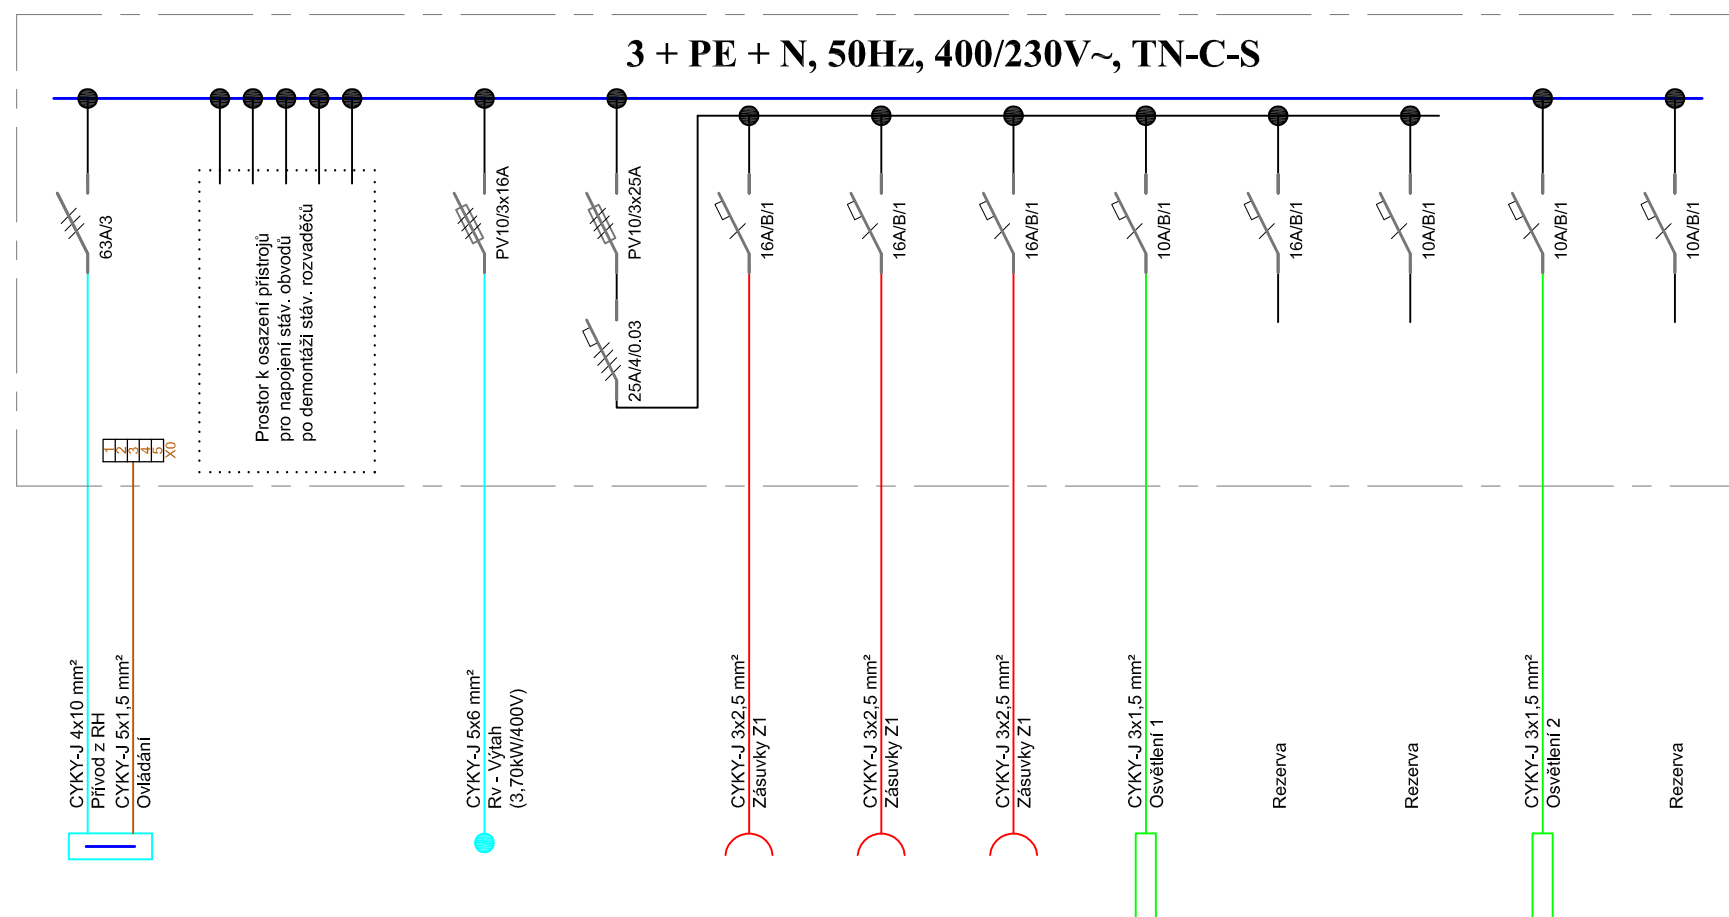 3 + PE + N, 50Hz, 400/230V~, TN-C-S
63A/3
Prostor k osazení přístrojů
pro napojení stáv. obvodů
po demontáži stáv. rozvaděčů
PV10/3x16A
PV10/3x25A
25A/4/0.03
16A/B/1
16A/B/1
16A/B/1
10A/B/1
16A/B/1
10A/B/1
10A/B/1
10A/B/1
1
2
3
4
5
X0
CYKY-J 4x10 mm²
Přívod z RH
CYKY-J 5x1,5 mm²
Ovládání
CYKY-J 5x6 mm²
Rv - Výtah
(3,70kW/400V)
CYKY-J 3x2,5 mm²
Zásuvky Z1
CYKY-J 3x2,5 mm²
Zásuvky Z1
CYKY-J 3x2,5 mm²
Zásuvky Z1
CYKY-J 3x1,5 mm²
Osvětlení 1
Rezerva
Rezerva
CYKY-J 3x1,5 mm²
Osvětlení 2
Rezerva